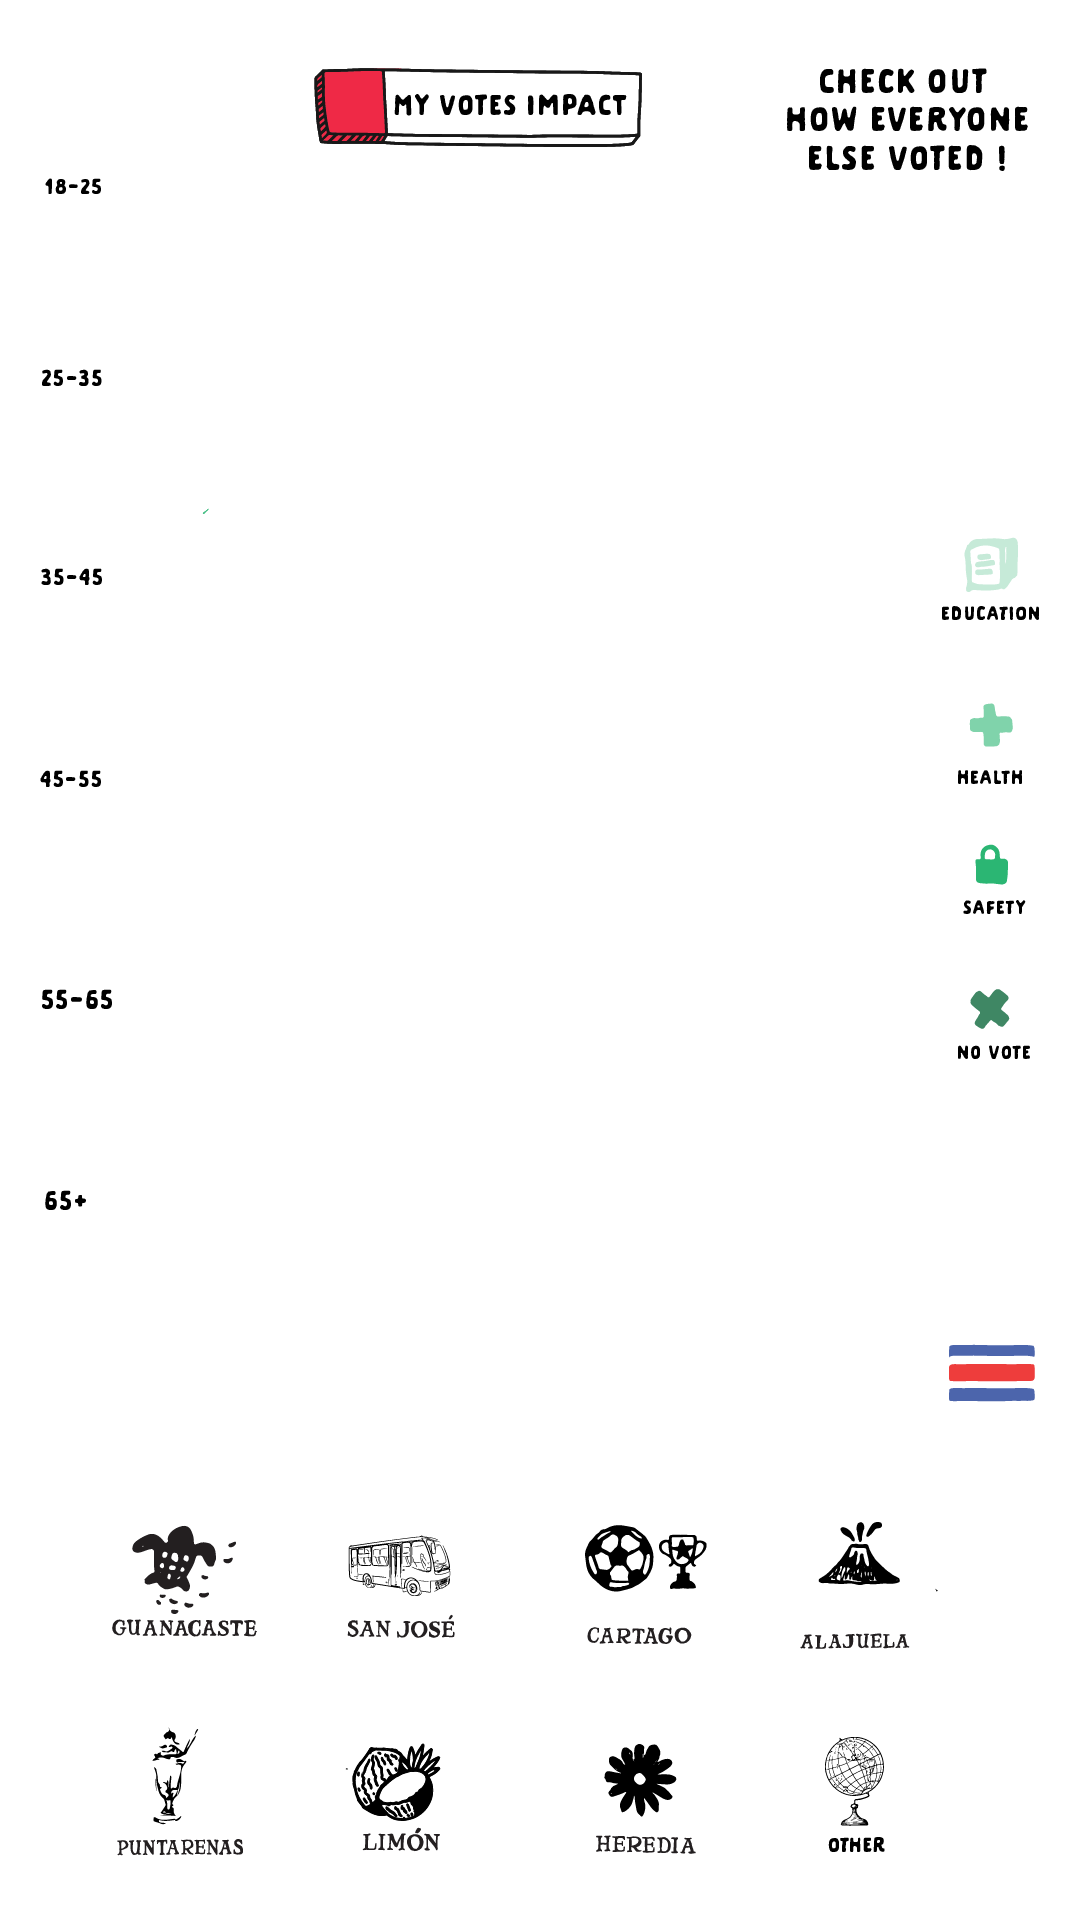 MY VOTES IMPACT
CHECK OUT
HOW EVERYONE
ELSE VOTED !
18-25
25-35
35-45
EDUCATION
45-55
HEALTH
SAFETY
55-65
NO VOTE
65+
GUANACASTE
SAN JOSÉ
CARTAGO
ALAJUELA
PUNTARENAS
LIMÓN
HEREDIA
OTHER